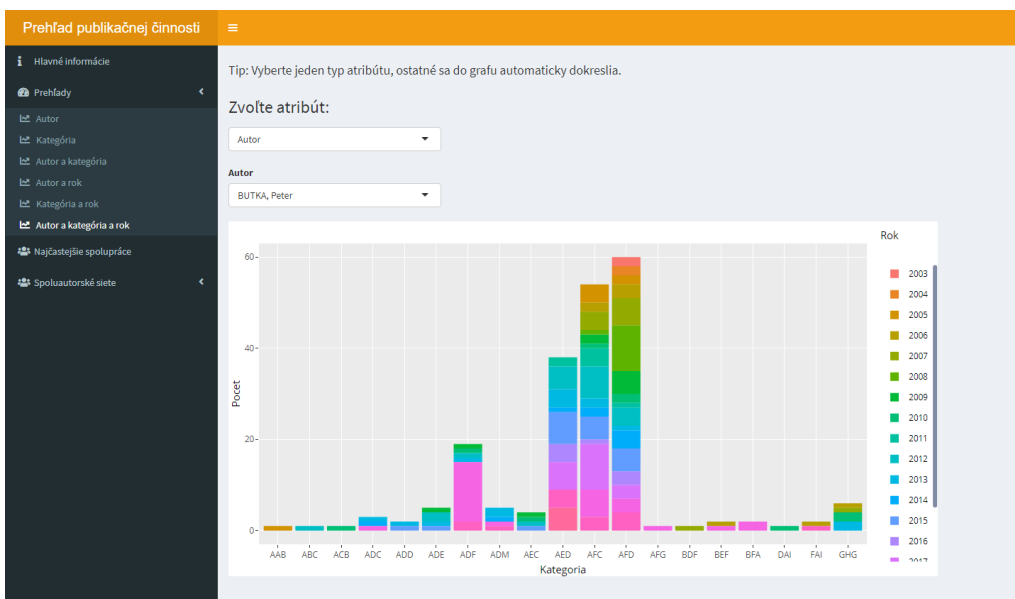 Prehľad publikačnej činnosti
Hlavné informácie
Prehľady
Autor
Kategória
Autor a kategória
Autor a rok
Kategória a rok
Autor a kategória a rok
Najčastejšie spolupráce
Spoluautorské siete
Tip: Vyberte jeden typ atribútu, ostatné sa do grafu automaticky dokreslia.
Zvoľte atribút:
Autor
Autor
BUTKA, Peter
Rok
2003
2004
2005
2006
2007
2008
2009
2010
2011
2012
2013
2014
2015
2016
2017
60
40
20
0
Pocet
AAB ABC ACB ADC ADD ADE ADF ADM AEC AED AFC AFD AFG BDF BEF BFA DAI FAI GHG
Kategoria